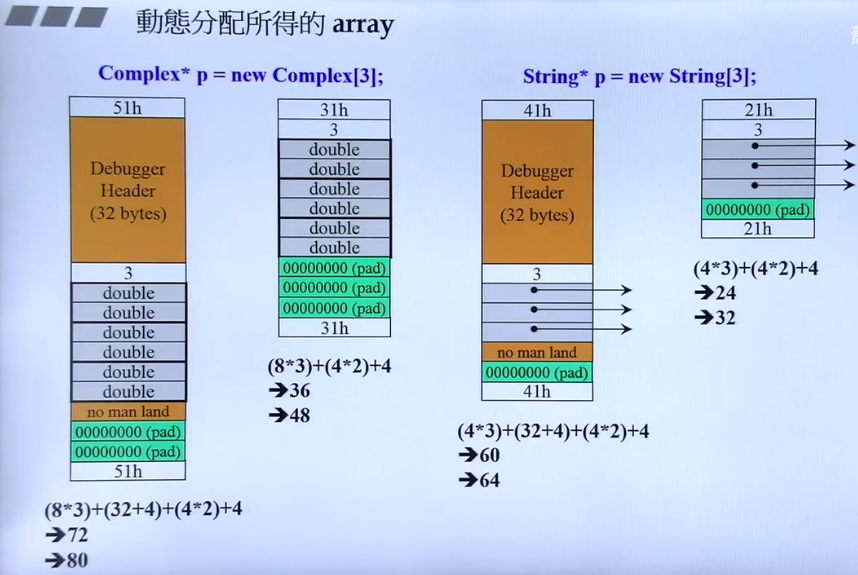 動態分配所得的 array
Complex* p = new Complex[3];
51h
Debugger
Header
(32 bytes)
3
double
double
double
double
double
double
no man land
00000000 (pad)
00000000 (pad)
51h
(8*3)+(32+4)+(4*2)+4
➔72
➔80
31h
3
double
double
double
double
double
double
00000000 (pad)
00000000 (pad)
00000000 (pad)
31h
(8*3)+(4*2)+4
➔36
➔48
String* p = new String[3];
41h
Debugger
Header
(32 bytes)
3
no man land
00000000 (pad)
41h
(4*3)+(32+4)+(4*2)+4
➔60
➔64
21h
3
00000000 (pad)
21h
(4*3)+(4*2)+4
➔24
➔32